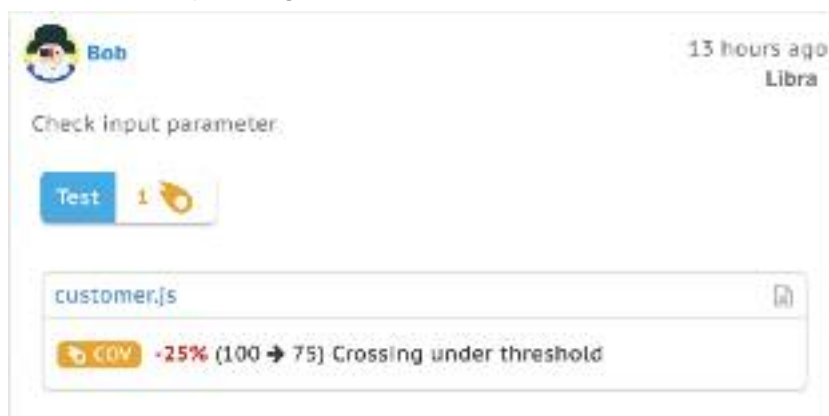 Bob
13 hours ago
Libra
Check input parameter
Test 1
customer.js
COV -25% (100 → 75) Crossing under threshold